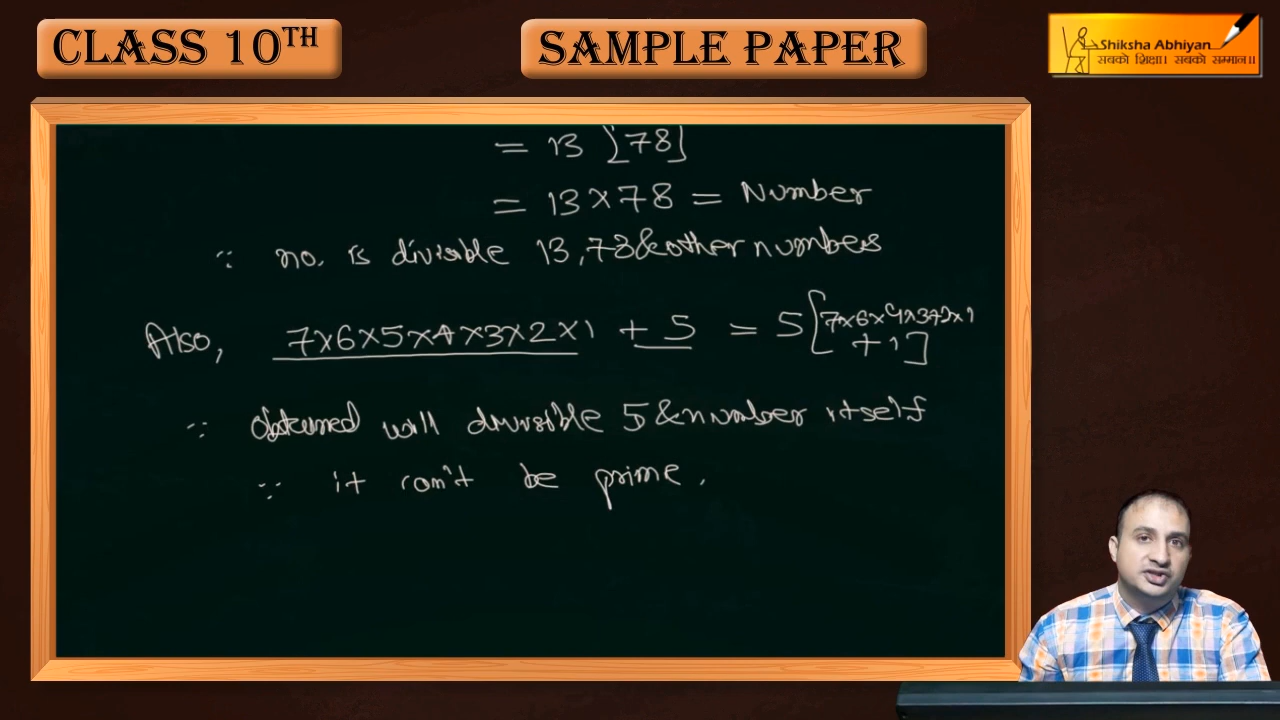 CLASS 10TH
SAMPLE PAPER
Shiksha Abhiyan
सबको शिक्षा। सबको सम्मान।।
= 13 [78]
= 13×78 = Number
∵ no. is divisible 13,78 & other numbers
Also, 7×6×5×4×3×2×1 + 5 = 5[7×6×4×3×2×1
+1]
∵ obtained will divisible 5 & number itself
∵ it can't be prime.